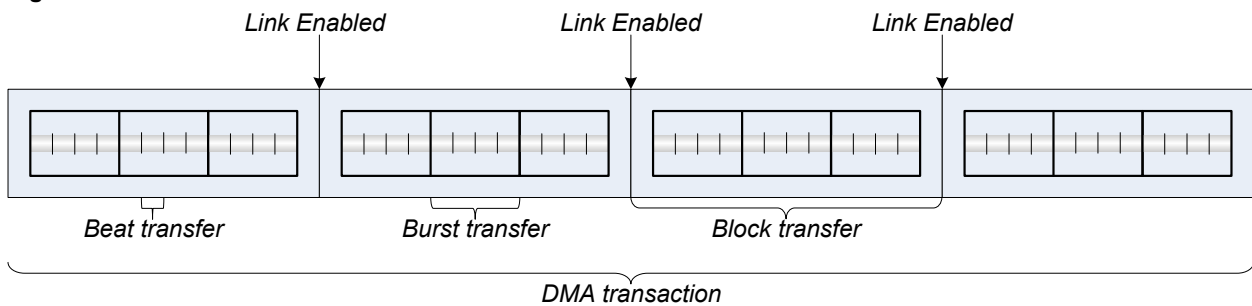 Link Enabled Link Enabled Link Enabled
Beat transfer Burst transfer Block transfer
DMA transaction